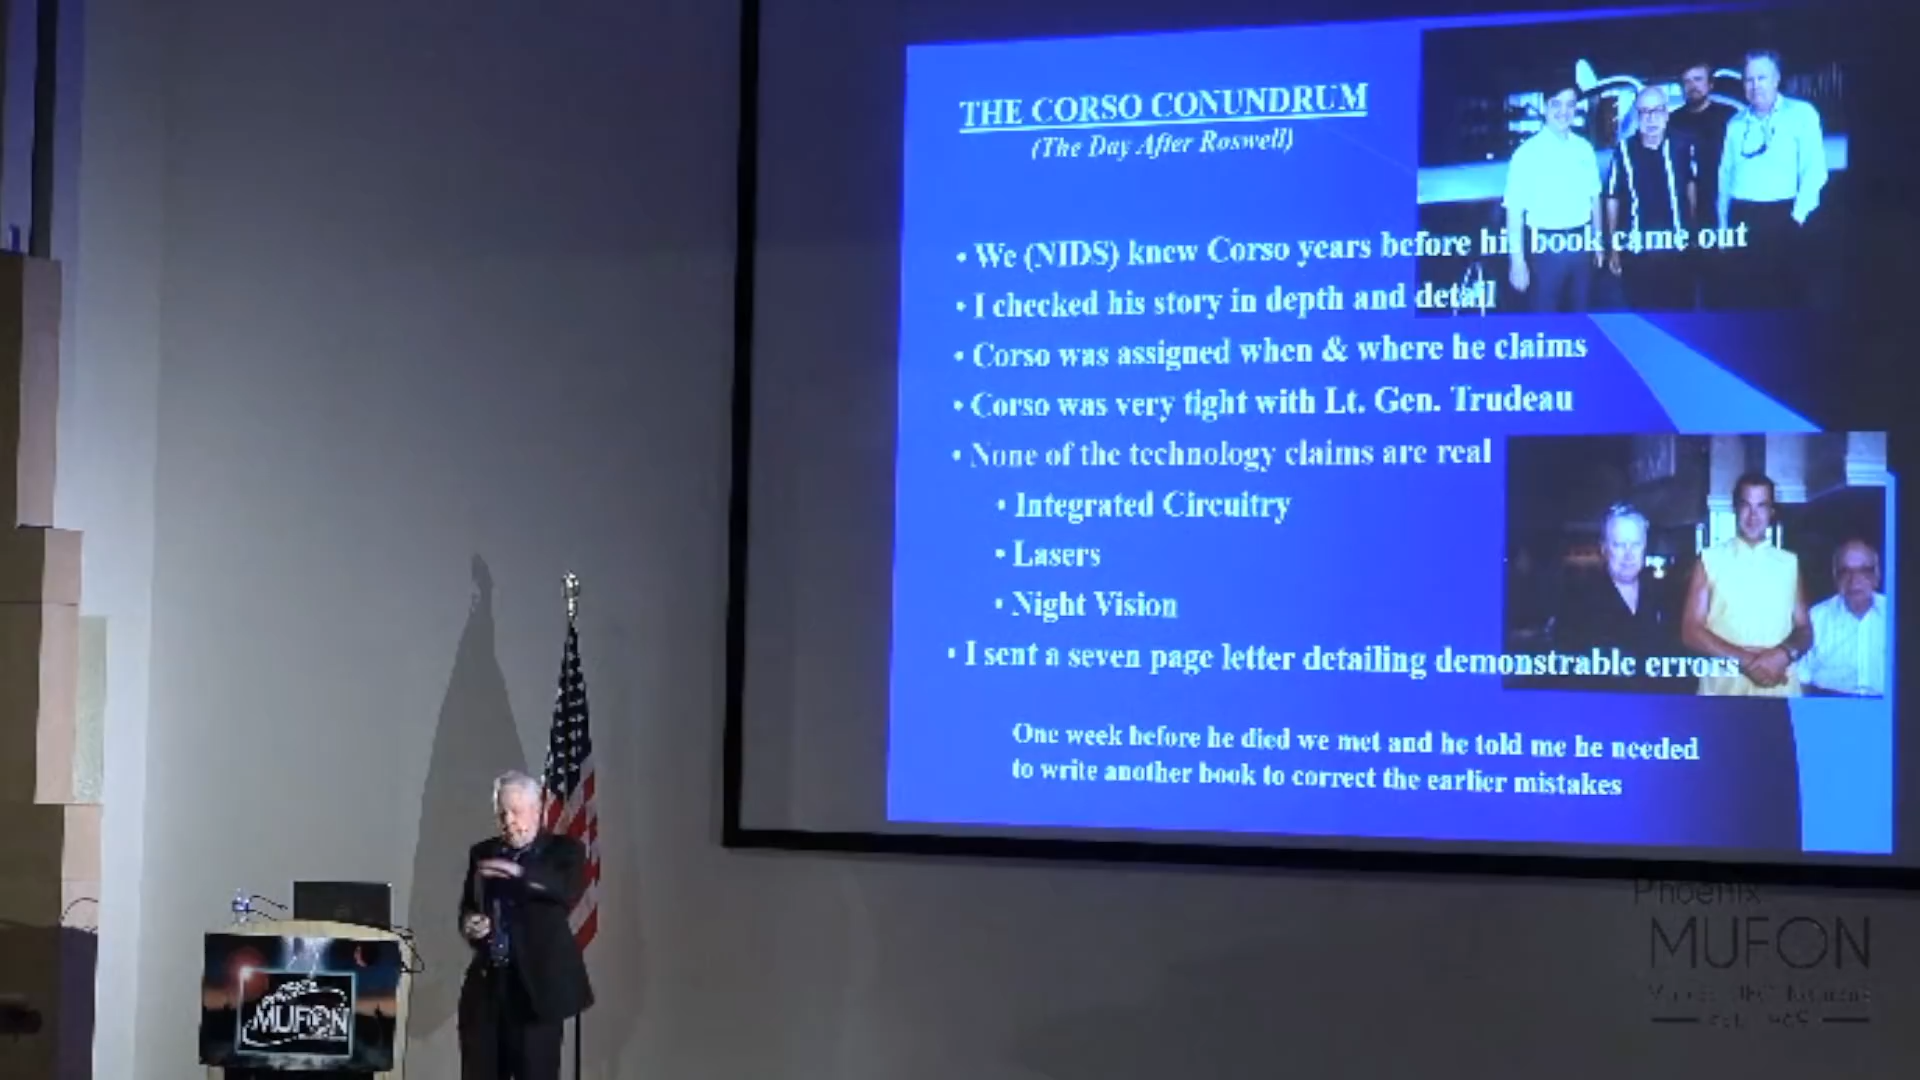 THE CORSO CONUNDRUM
(The Day After Roswell)
• We (NIDS) knew Corso years before his book came out
• I checked his story in depth and detail
• Corso was assigned when & where he claims
• Corso was very tight with Lt. Gen. Trudeau
• None of the technology claims are real
• Integrated Circuitry
• Lasers
• Night Vision
• I sent a seven page letter detailing demonstrable errors
One week before he died we met and he told me he needed
to write another book to correct the earlier mistakes
MUFON
Phoenix
MUFON